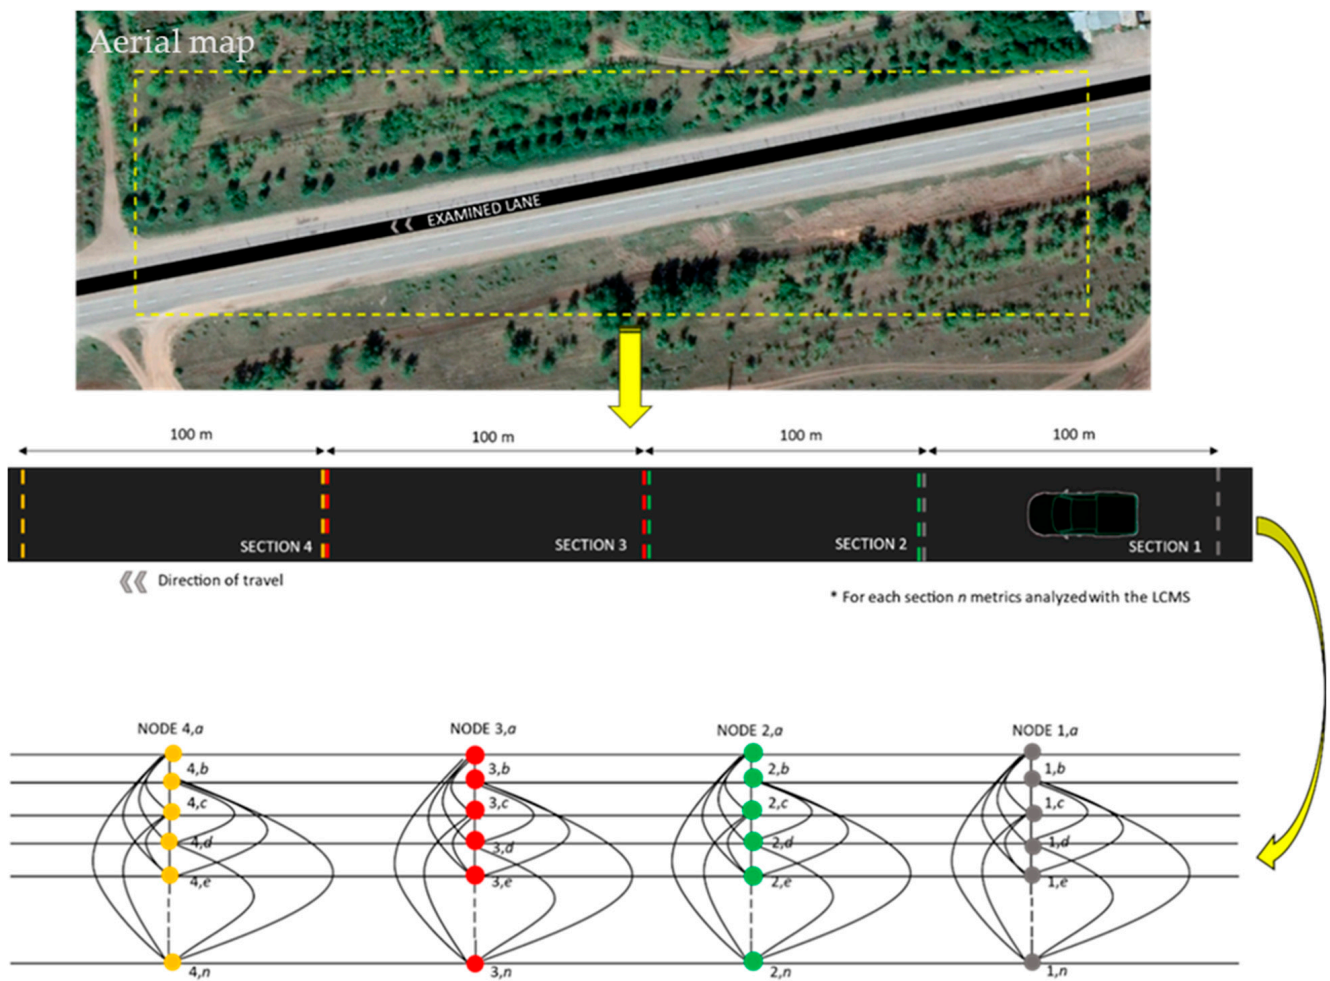 Aerial map
EXAMINED LANE
100 m 100 m 100 m 100 m
SECTION 4 SECTION 3 SECTION 2 SECTION 1
Direction of travel
* For each section n metrics analyzed with the LCMS
NODE 4,a NODE 3,a NODE 2,a NODE 1,a
4,b 3,b 2,b 1,b
4,c 3,c 2,c 1,c
4,d 3,d 2,d 1,d
4,e 3,e 2,e 1,e
4,n 3,n 2,n 1,n